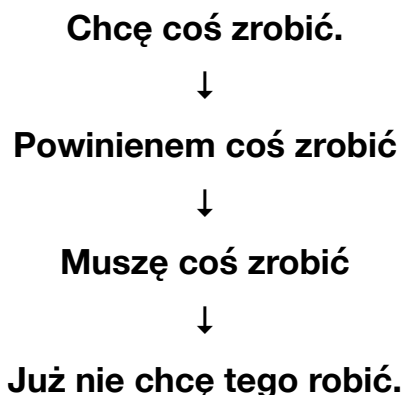 Chcę coś zrobić.
↓
Powinienem coś zrobić
↓
Muszę coś zrobić
↓
Już nie chcę tego robić.